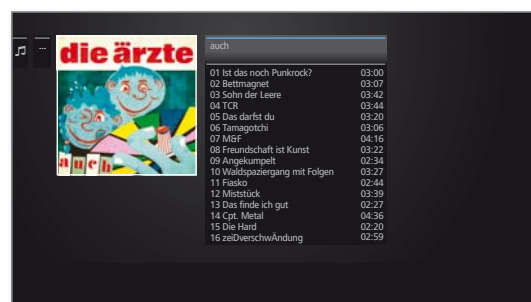 ...
die ärzte
auch
auch
01 Ist das noch Punkrock? 03:00
02 Bettmagnet 03:07
03 Sohn der Leere 03:42
04 TCR 03:44
05 Das darfst du 03:20
06 Tamagotchi 03:06
07 M&F 04:16
08 Freundschaft ist Kunst 03:22
09 Angekumpelt 02:34
10 Waldspaziergang mit Folgen 03:27
11 Fiasko 02:44
12 Miststück 03:39
13 Das finde ich gut 02:27
14 Cpt. Metal 04:36
15 Die Hard 02:20
16 zeiDverschwÄndung 02:59